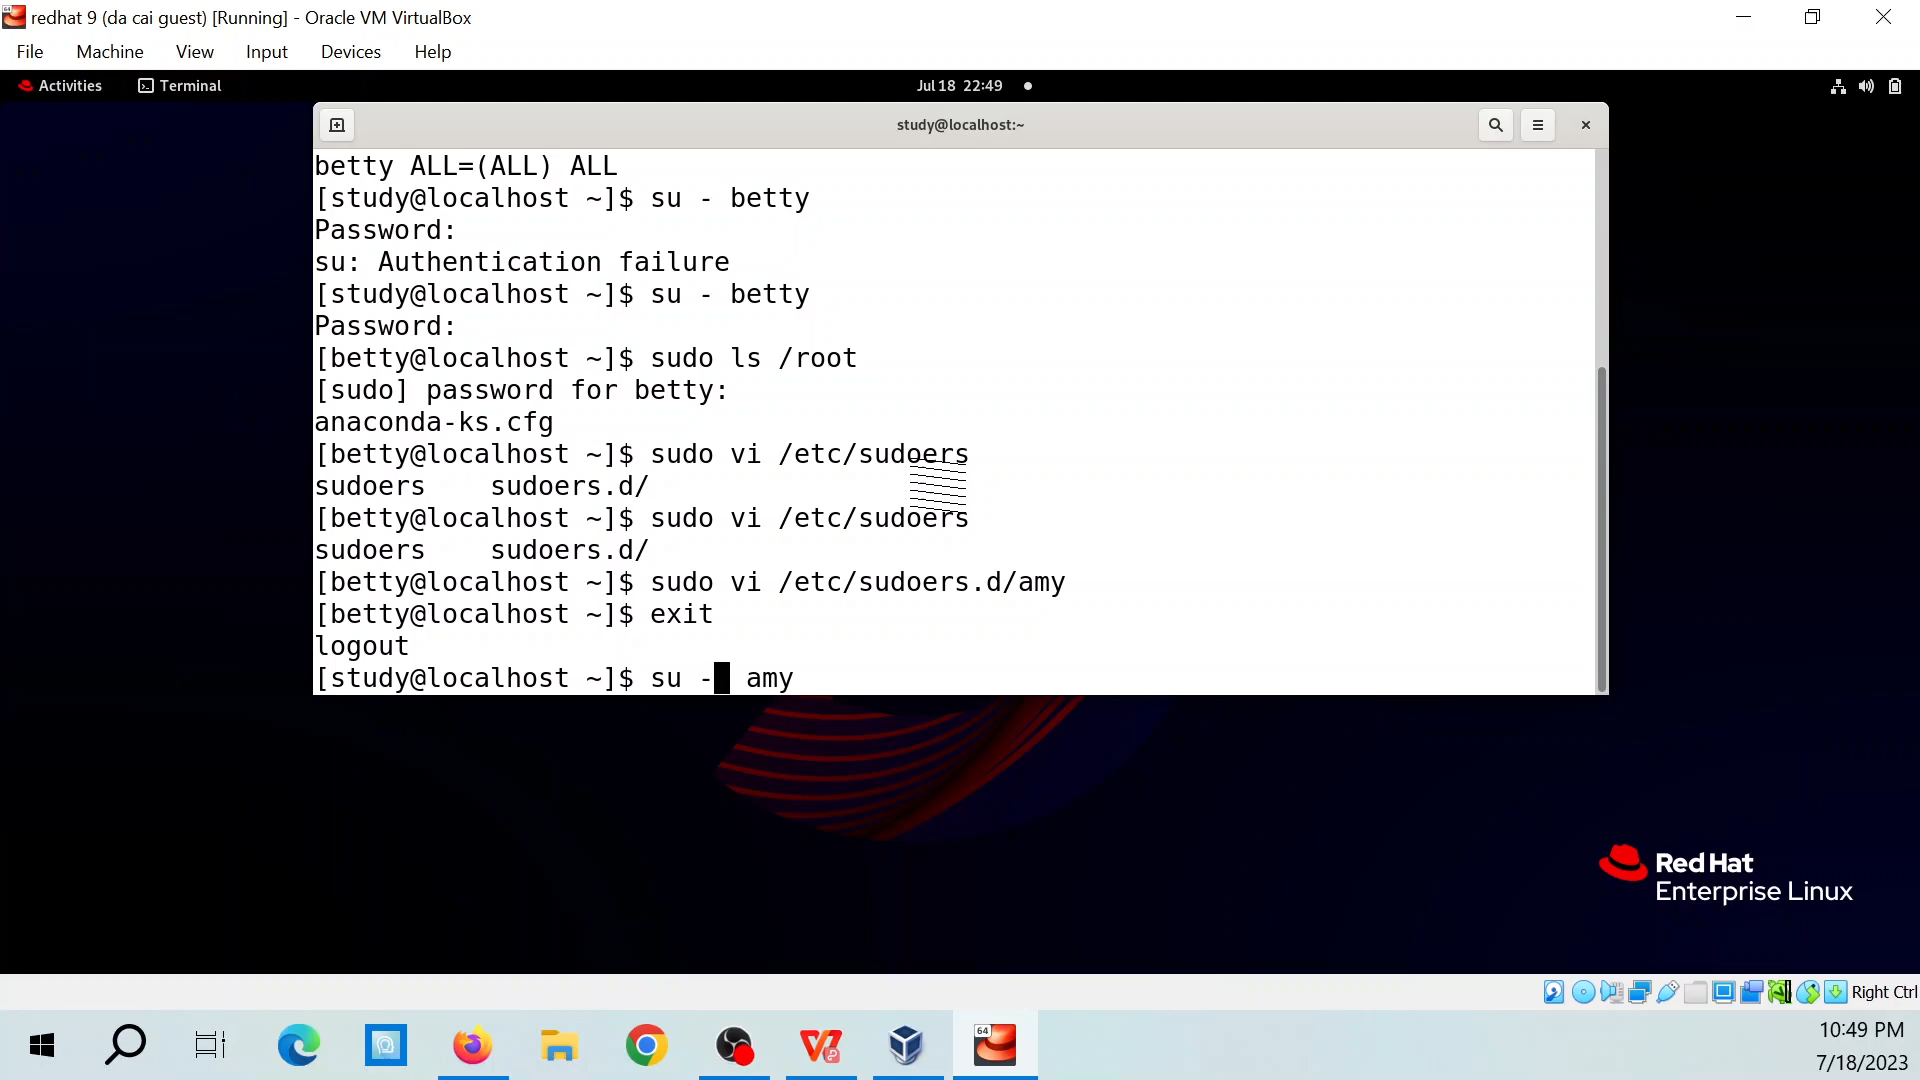 redhat 9 (da cai guest) [Running] - Oracle VM VirtualBox
File Machine View Input Devices Help
Activities Terminal Jul 18 22:49
study@localhost:~
betty ALL=(ALL) ALL
[study@localhost ~]$ su - betty
Password:
su: Authentication failure
[study@localhost ~]$ su - betty
Password:
[betty@localhost ~]$ sudo ls /root
[sudo] password for betty:
anaconda-ks.cfg
[betty@localhost ~]$ sudo vi /etc/sudoers
sudoers    sudoers.d/
[betty@localhost ~]$ sudo vi /etc/sudoers
sudoers    sudoers.d/
[betty@localhost ~]$ sudo vi /etc/sudoers.d/amy
[betty@localhost ~]$ exit
logout
[study@localhost ~]$ su -  amy
Red Hat
Enterprise Linux
Right Ctrl
64
10:49 PM
7/18/2023